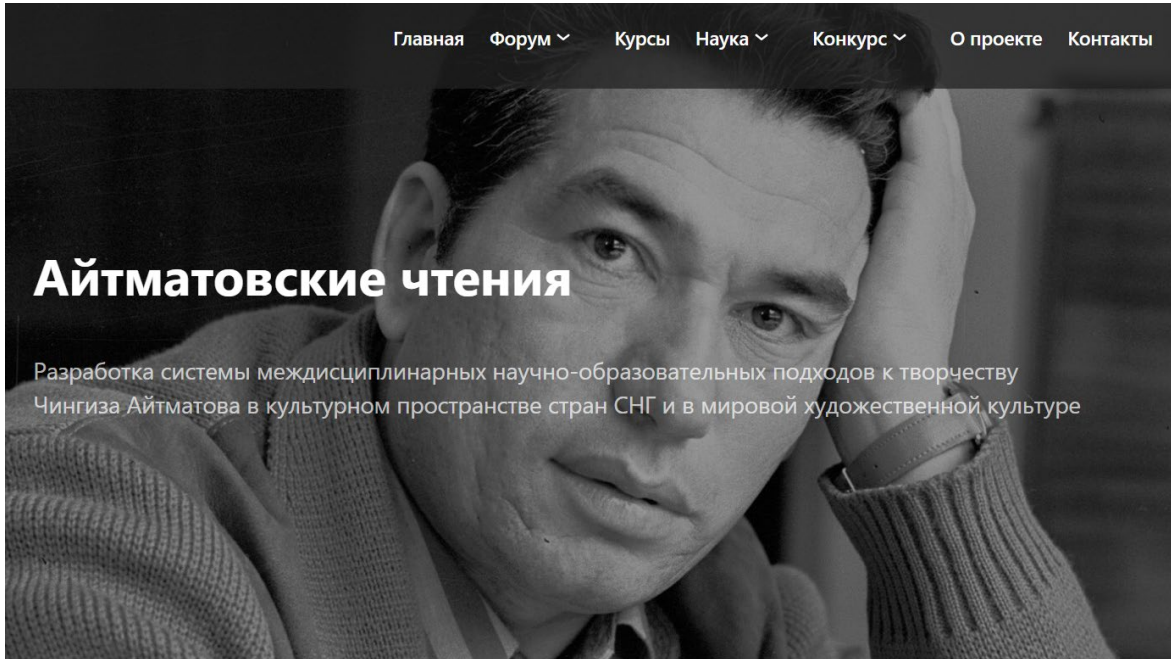 Главная Форум Курсы Наука Конкурс О проекте Контакты
Айтматовские чтения
Разработка системы междисциплинарных научно-образовательных подходов к творчеству
Чингиза Айтматова в культурном пространстве стран СНГ и в мировой художественной культуре